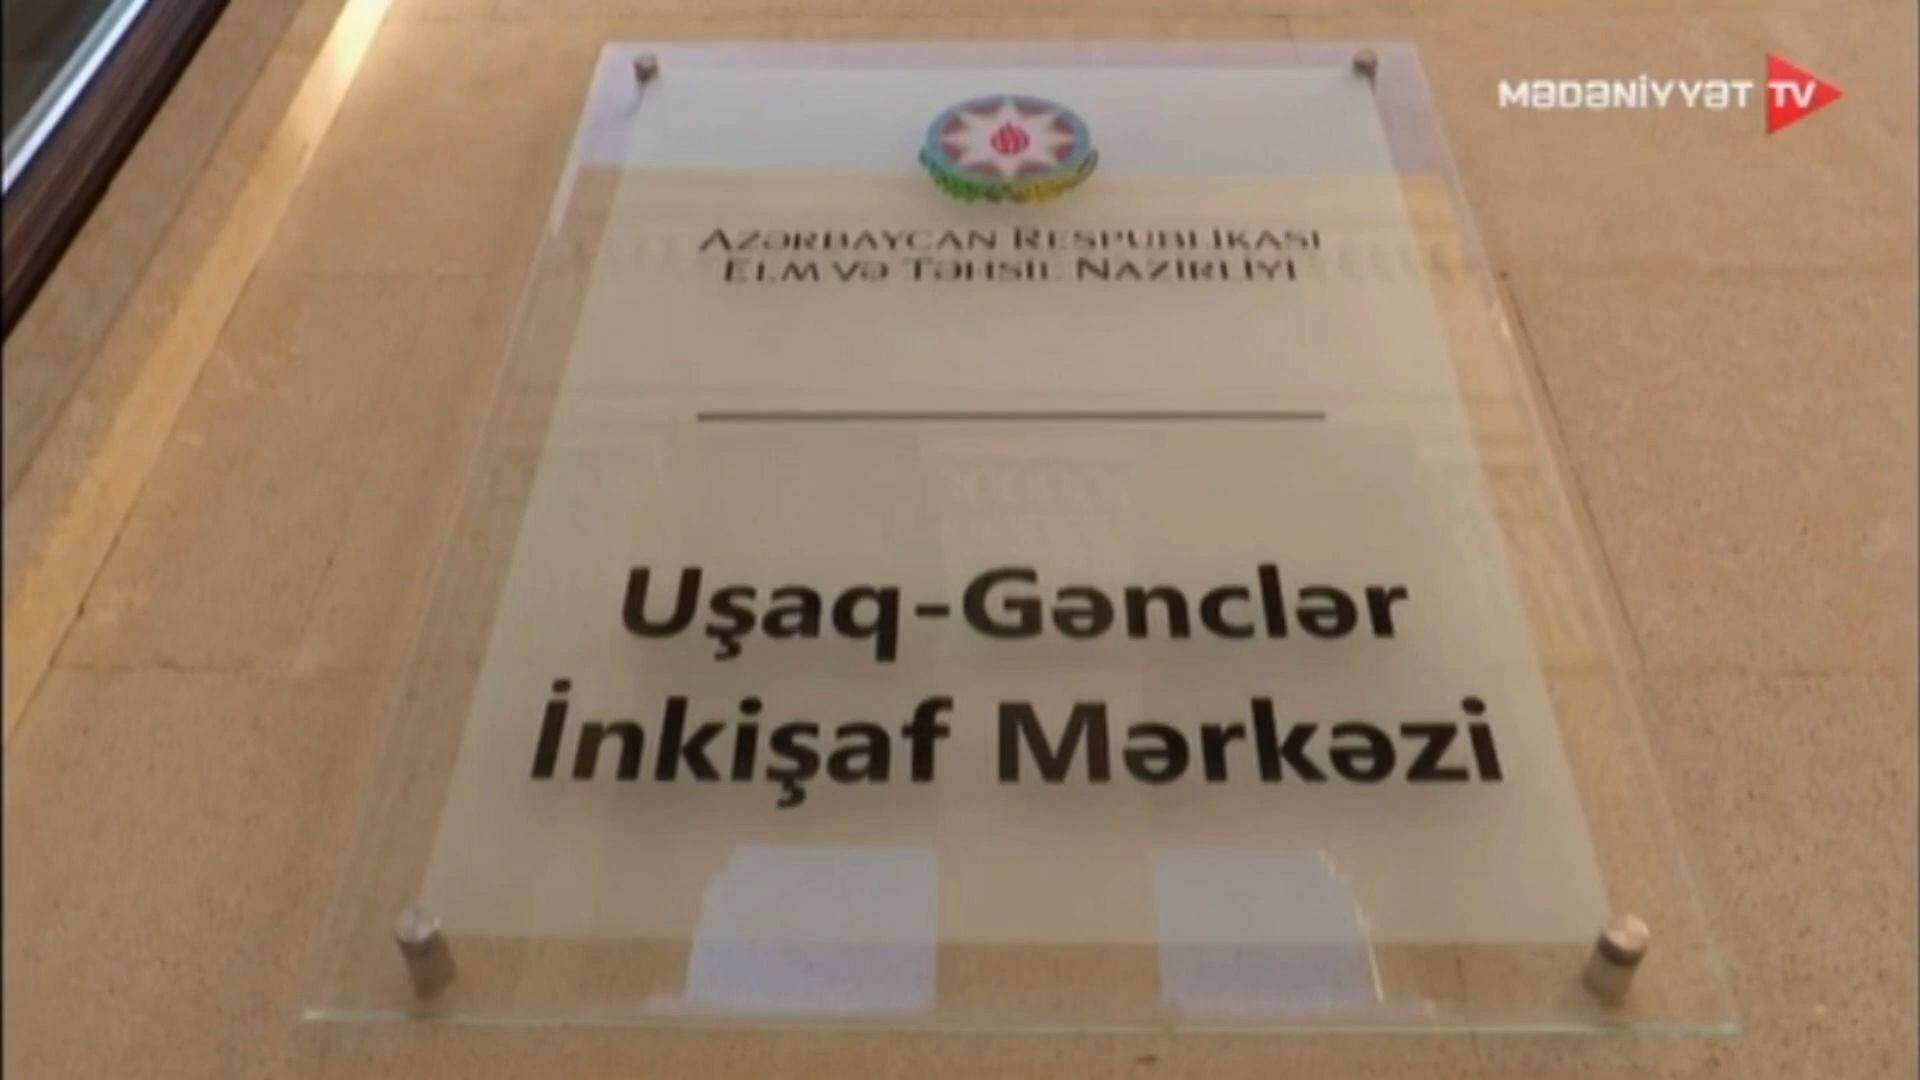 MƏDƏNİYYƏT TV
AZƏRBAYCAN RESPUBLİKASI
ELM VƏ TƏHSİL NAZİRLİYİ
Uşaq-Gənclər
İnkişaf Mərkəzi